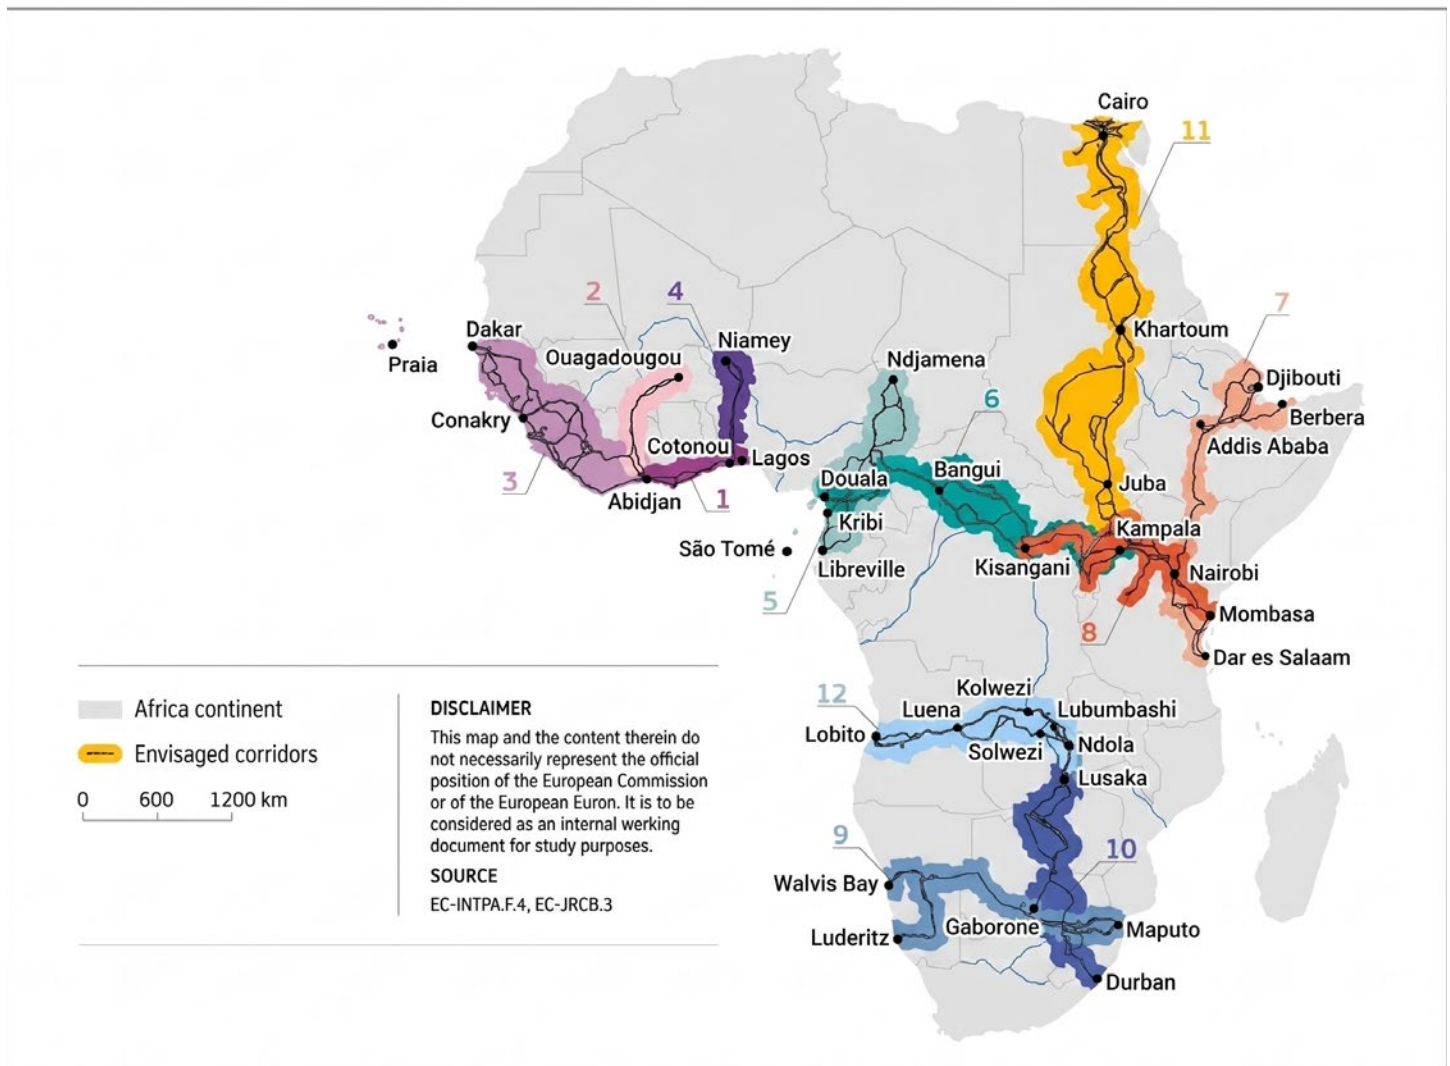 Cairo
11
2
4
7
Dakar
Niamey
Khartoum
Praia
Ouagadougou
Ndjamena
Djibouti
6
Berbera
Conakry
Addis Ababa
Cotonou
Lagos
Douala
Bangui
Juba
3
Abidjan
1
Kribi
Kampala
São Tomé
Libreville
Kisangani
Nairobi
5
8
Mombasa
Dar es Salaam
12
Kolwezi
Luena
Lubumbashi
Lobito
Solwezi
Ndola
Lusaka
9
10
Walvis Bay
Gaborone
Maputo
Luderitz
Durban
Africa continent
Envisaged corridors
0 600 1200 km
DISCLAIMER
This map and the content therein do
not necessarily represent the official
position of the European Commission
or of the European Euron. It is to be
considered as an internal werking
document for study purposes.
SOURCE
EC-INTPA.F.4, EC-JRCB.3